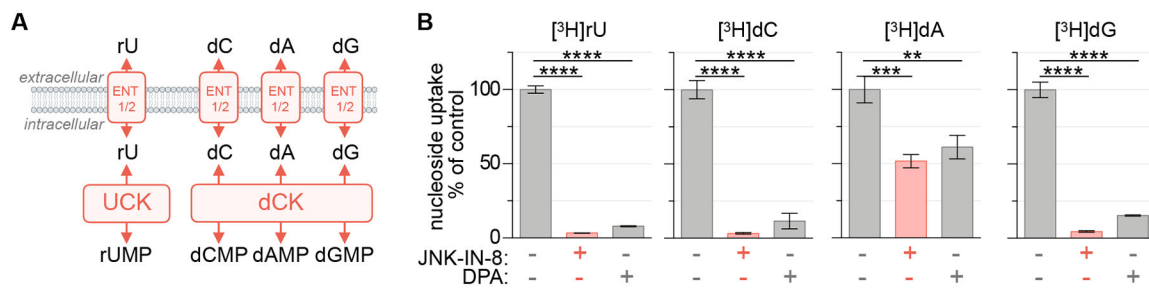 A
rU dC dA dG
extracellular
ENT 1/2 ENT 1/2 ENT 1/2 ENT 1/2
intracellular
rU dC dA dG
UCK dCK
rUMP dCMP dAMP dGMP
B
[³H]rU [³H]dC [³H]dA [³H]dG
**** **** ** ****
**** **** *** ****
nucleoside uptake
% of control
100
50
0
JNK-IN-8: - + - - + - - + - - + -
DPA: - - + - - + - - + - - +